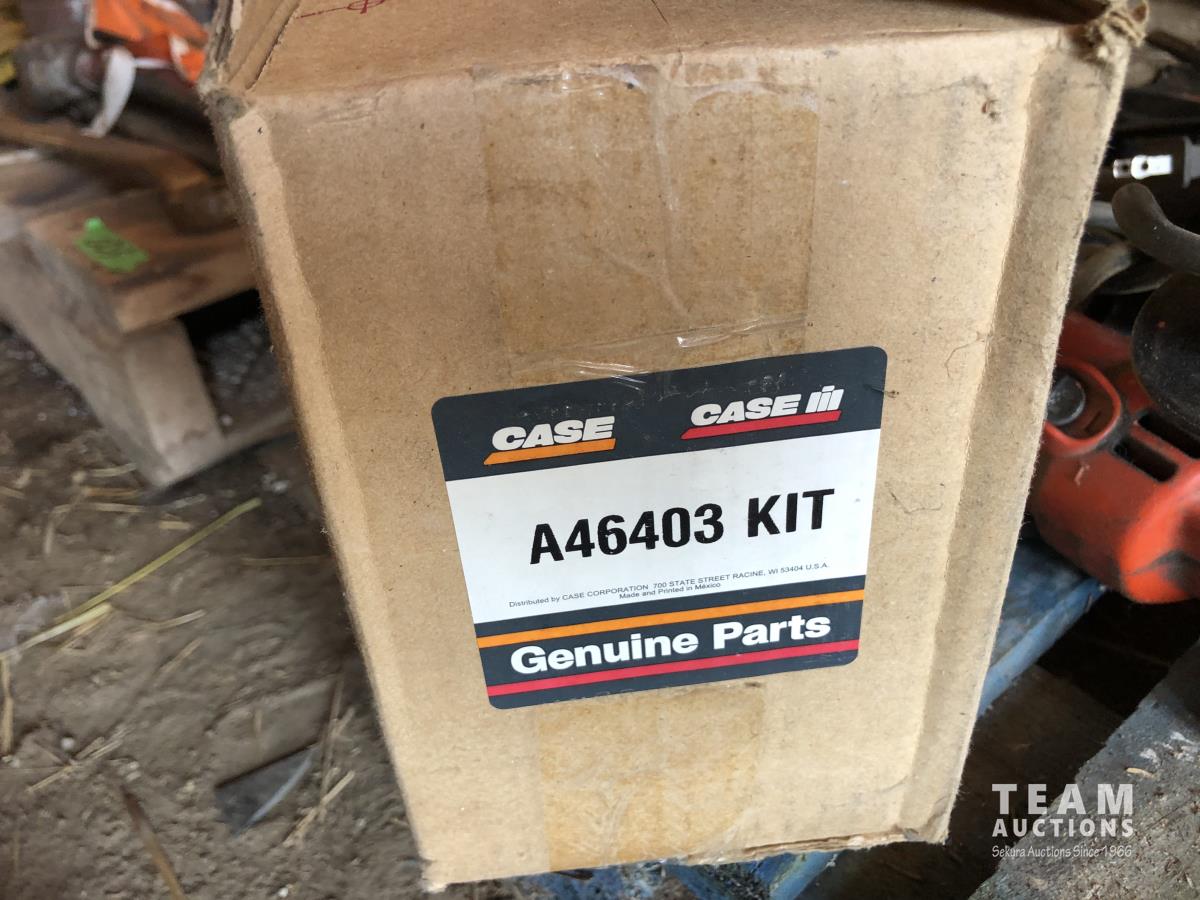 CASE
CASE IH
A46403 KIT
Distributed by CASE CORPORATION 700 STATE STREET RACINE, WI 53404 U.S.A.
Made and Printed in México
Genuine Parts
TEAM
AUCTIONS
Sekura Auctions Since 1966